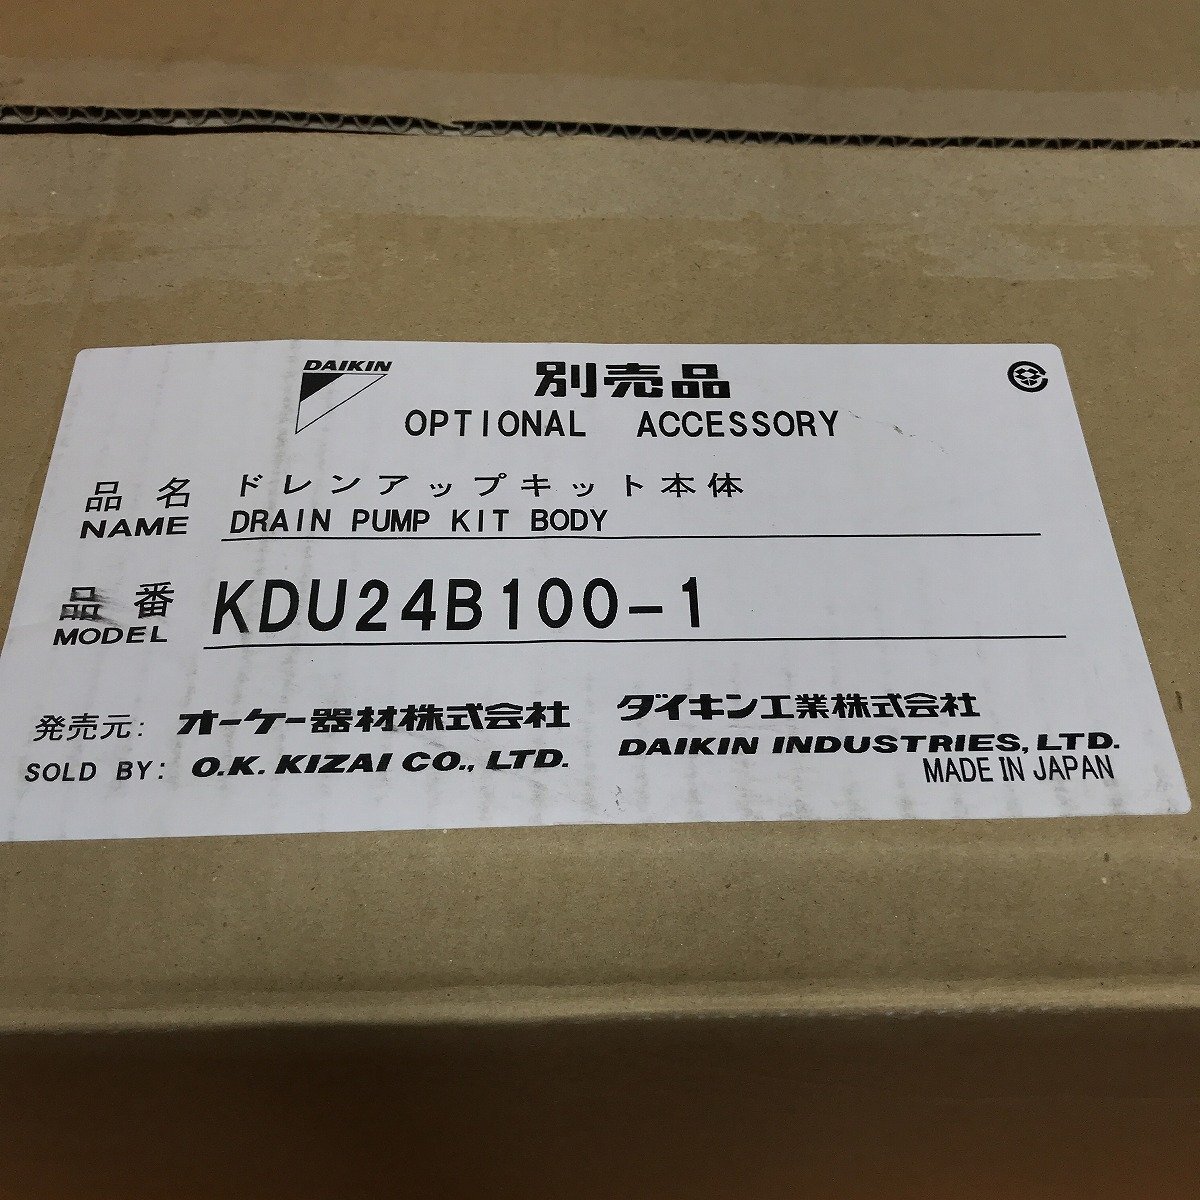 DAIKIN
別売品
OPTIONAL ACCESSORY
品名 ドレンアップキット本体
NAME DRAIN PUMP KIT BODY
品番 KDU24B100-1
MODEL
発売元: オーケー器材株式会社 ダイキン工業株式会社
SOLD BY: O.K. KIZAI CO., LTD. DAIKIN INDUSTRIES, LTD.
MADE IN JAPAN